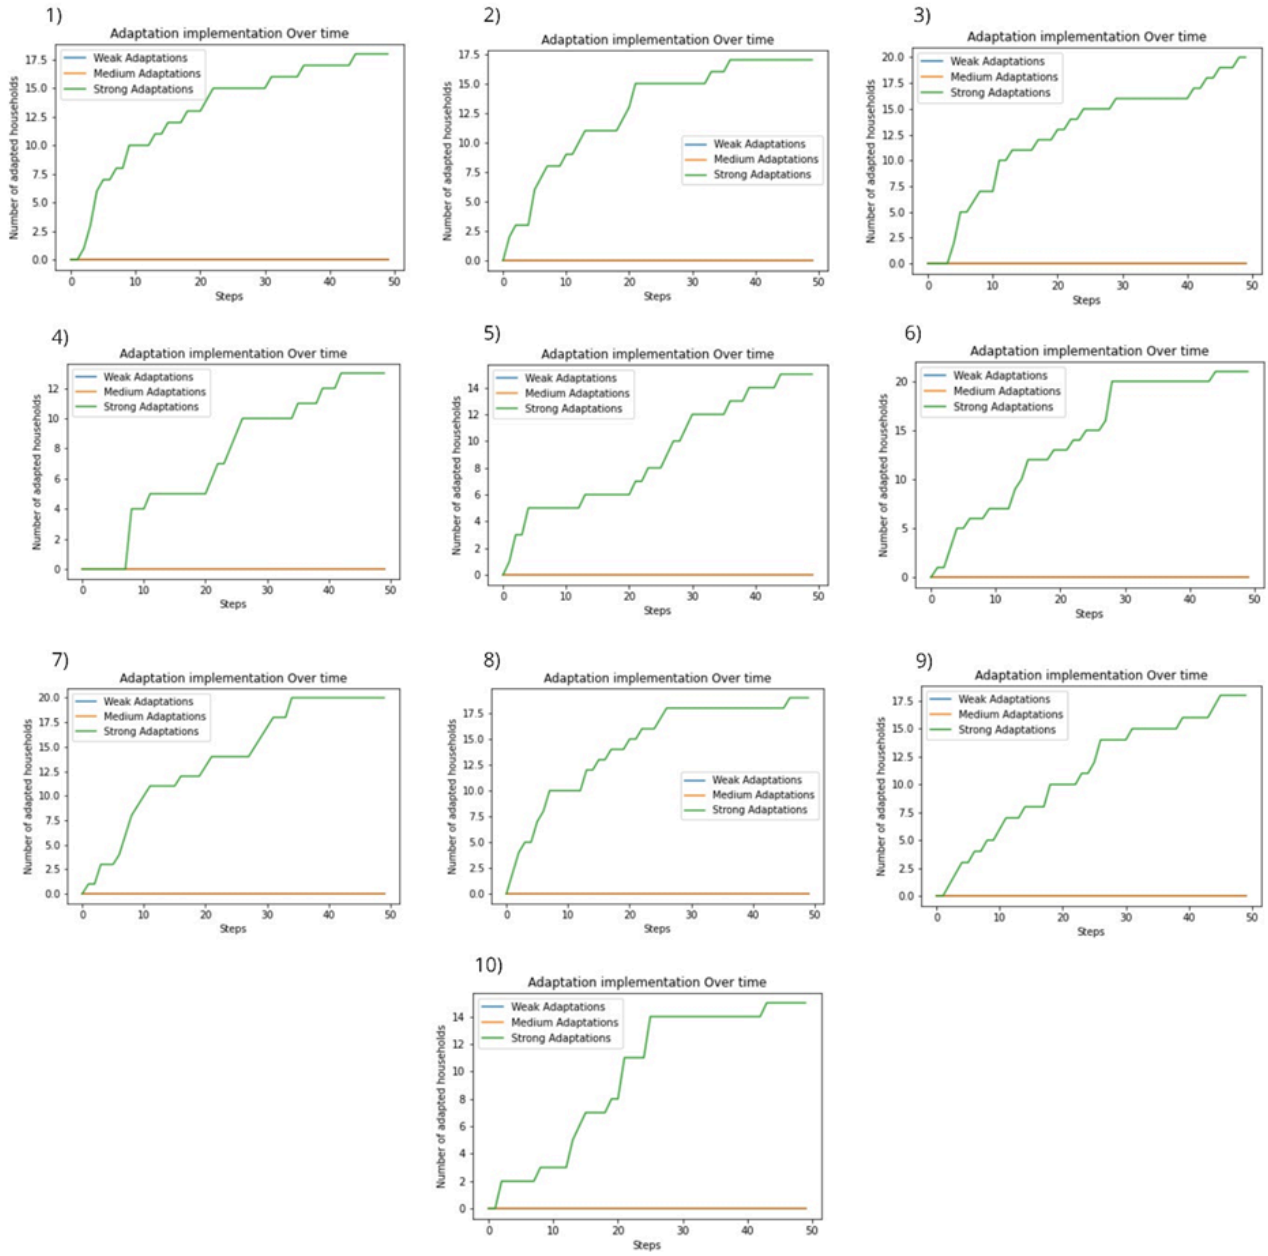 1)
Adaptation implementation Over time
Weak Adaptations
Medium Adaptations
Strong Adaptations
Number of adapted households
17.5
15.0
12.5
10.0
7.5
5.0
2.5
0.0
0 10 20 30 40 50
Steps
2)
Adaptation implementation Over time
Number of adapted households
17.5
15.0
12.5
10.0
7.5
5.0
2.5
0.0
Weak Adaptations
Medium Adaptations
Strong Adaptations
0 10 20 30 40 50
Steps
3)
Adaptation implementation Over time
Weak Adaptations
Medium Adaptations
Strong Adaptations
Number of adapted households
20.0
17.5
15.0
12.5
10.0
7.5
5.0
2.5
0.0
0 10 20 30 40 50
Steps
4)
Adaptation implementation Over time
Weak Adaptations
Medium Adaptations
Strong Adaptations
Number of adapted households
12
10
8
6
4
2
0
0 10 20 30 40 50
Steps
5)
Adaptation implementation Over time
Weak Adaptations
Medium Adaptations
Strong Adaptations
Number of adapted households
14
12
10
8
6
4
2
0
0 10 20 30 40 50
Steps
6)
Adaptation implementation Over time
Weak Adaptations
Medium Adaptations
Strong Adaptations
Number of adapted households
20
15
10
5
0
0 10 20 30 40 50
Steps
7)
Adaptation implementation Over time
Weak Adaptations
Medium Adaptations
Strong Adaptations
Number of adapted households
20.0
17.5
15.0
12.5
10.0
7.5
5.0
2.5
0.0
0 10 20 30 40 50
Steps
8)
Adaptation implementation Over time
Number of adapted households
17.5
15.0
12.5
10.0
7.5
5.0
2.5
0.0
Weak Adaptations
Medium Adaptations
Strong Adaptations
0 10 20 30 40 50
Steps
9)
Adaptation implementation Over time
Weak Adaptations
Medium Adaptations
Strong Adaptations
Number of adapted households
17.5
15.0
12.5
10.0
7.5
5.0
2.5
0.0
0 10 20 30 40 50
Steps
10)
Adaptation implementation Over time
Weak Adaptations
Medium Adaptations
Strong Adaptations
Number of adapted households
14
12
10
8
6
4
2
0
0 10 20 30 40 50
Steps